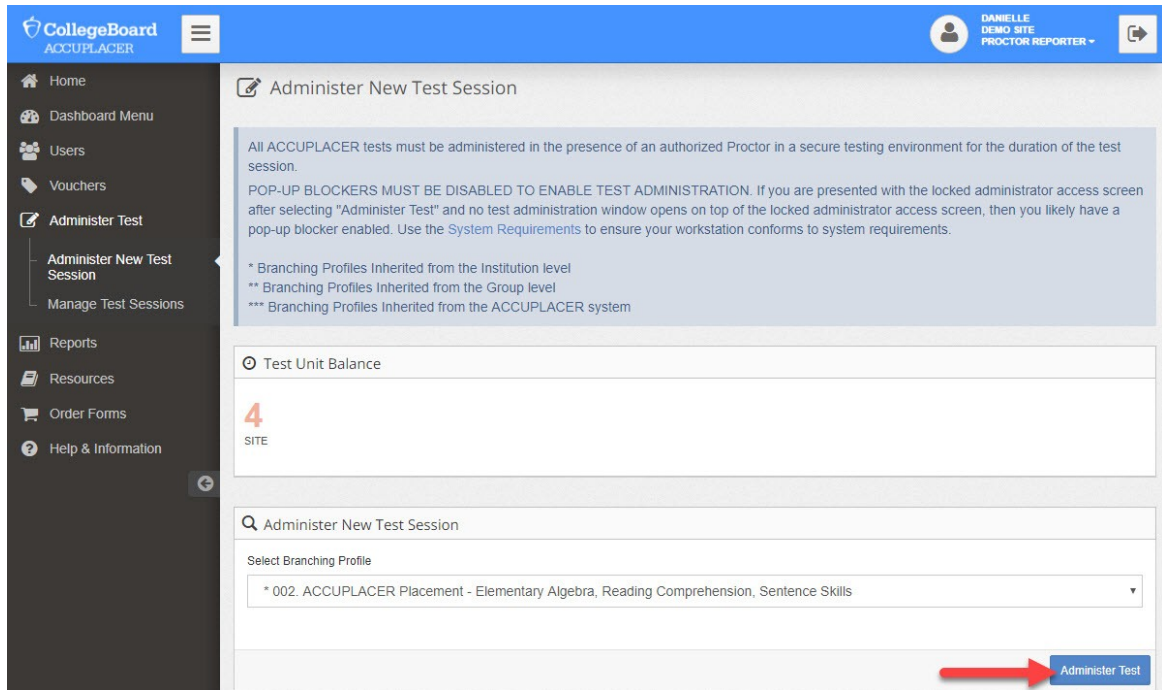 CollegeBoard
ACCUPLACER
DANIELLE
DEMO SITE
PROCTOR REPORTER
Home
Dashboard Menu
Users
Vouchers
Administer Test
Administer New Test
Session
Manage Test Sessions
Reports
Resources
Order Forms
Help & Information
Administer New Test Session
All ACCUPLACER tests must be administered in the presence of an authorized Proctor in a secure testing environment for the duration of the test
session.
POP-UP BLOCKERS MUST BE DISABLED TO ENABLE TEST ADMINISTRATION. If you are presented with the locked administrator access screen
after selecting "Administer Test" and no test administration window opens on top of the locked administrator access screen, then you likely have a
pop-up blocker enabled. Use the System Requirements to ensure your workstation conforms to system requirements.
* Branching Profiles Inherited from the Institution level
** Branching Profiles Inherited from the Group level
*** Branching Profiles Inherited from the ACCUPLACER system
Test Unit Balance
4
SITE
Administer New Test Session
Select Branching Profile
* 002. ACCUPLACER Placement - Elementary Algebra, Reading Comprehension, Sentence Skills
Administer Test